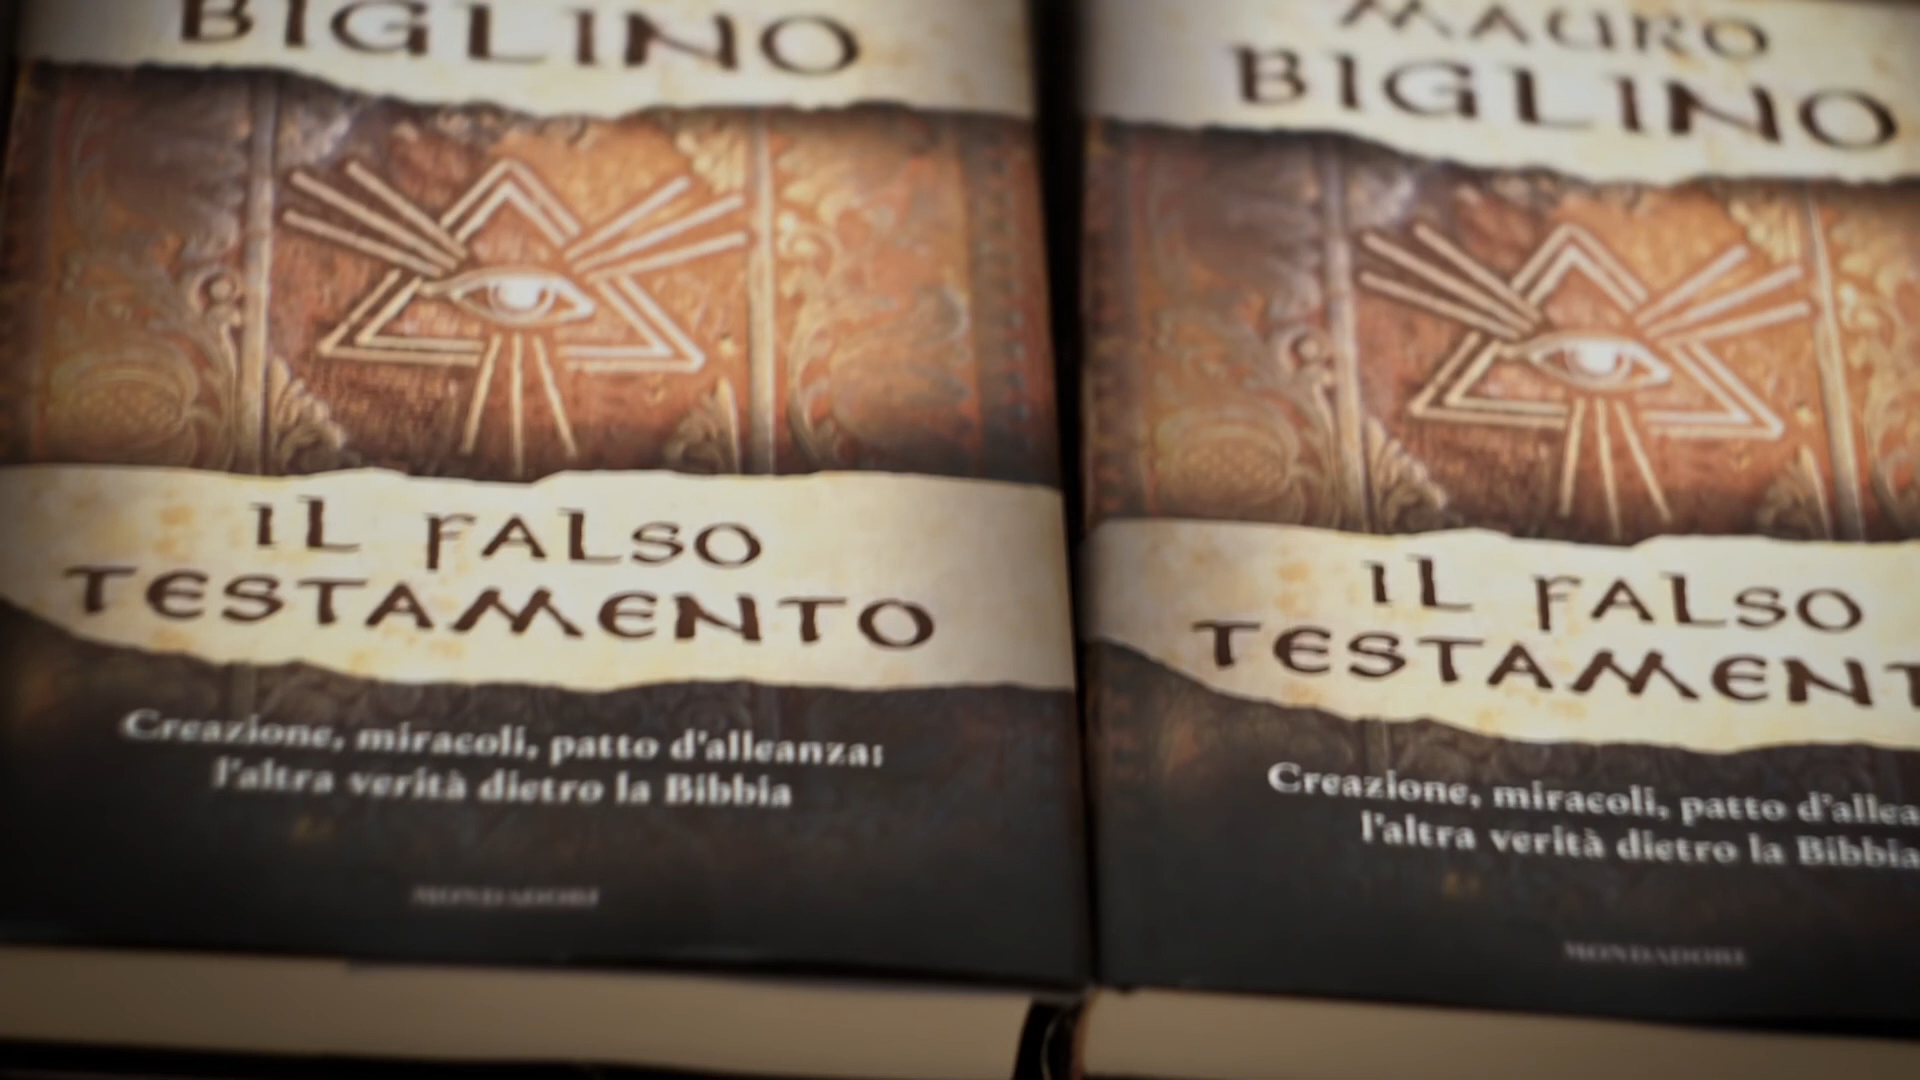 BIGLINO
IL FALSO
TESTAMENTO
Creazione, miracoli, patto d'alleanza:
l'altra verità dietro la Bibbia
MONDADORI
MAURO
BIGLINO
IL FALSO
TESTAMENT
Creazione, miracoli, patto d'allea
l'altra verità dietro la Bibbia
MONDADORI